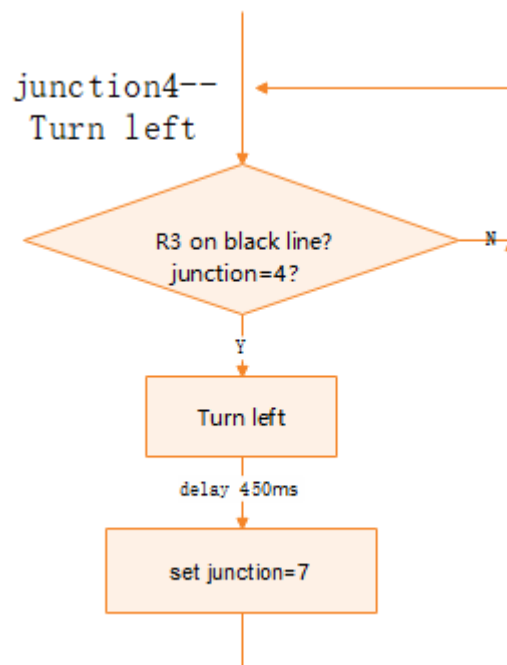 junction4--
Turn left
R3 on black line?
junction=4?
N
Y
Turn left
delay 450ms
set junction=7